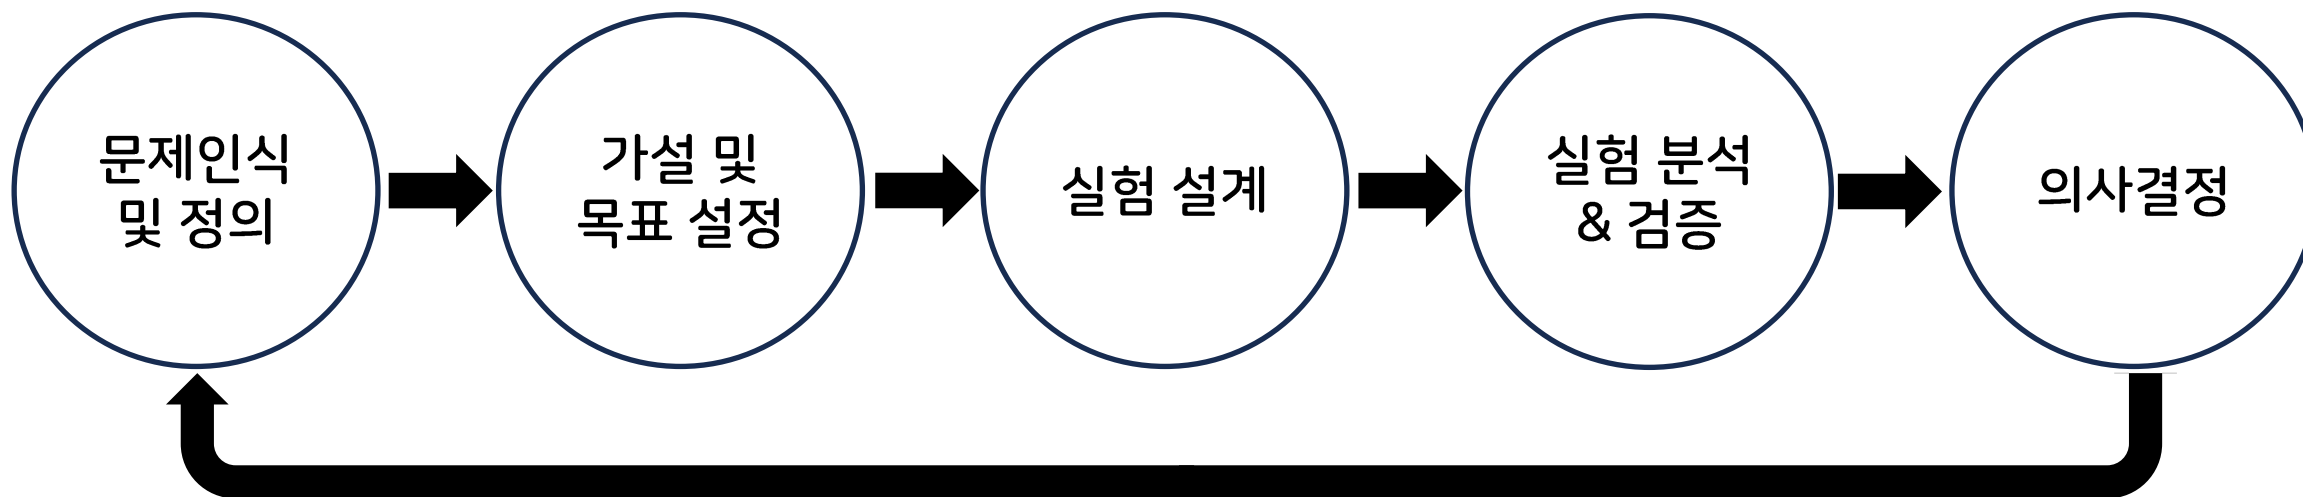 문제인식
및 정의
가설 및
목표 설정
실험 설계
실험 분석
& 검증
의사결정